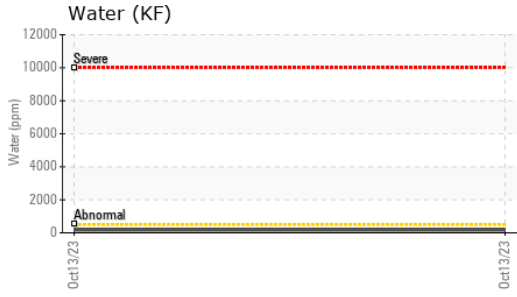 Water (KF)
12000
10000
8000
6000
4000
2000
0
Water (ppm)
Severe
Abnormal
Oct13/23
Oct13/23